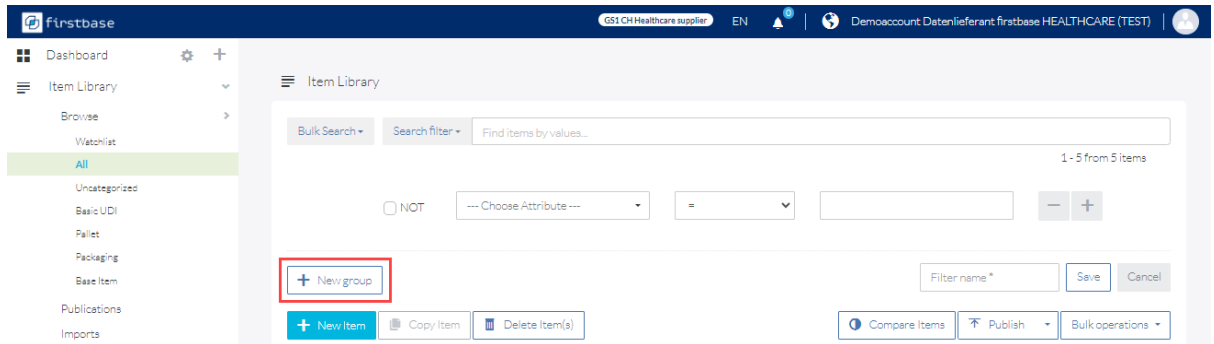 firstbase
GS1 CH Healthcare supplier EN 0 Demoaccount Datenlieferant firstbase HEALTHCARE (TEST)
Dashboard
Item Library
Browse
Watchlist
All
Uncategorized
Basic UDI
Pallet
Packaging
Base Item
Publications
Imports
Item Library
Bulk Search Search filter Find items by values...
1 - 5 from 5 items
NOT --- Choose Attribute --- =
+ New group Filter name * Save Cancel
+ New Item Copy Item Delete Item(s) Compare Items Publish Bulk operations